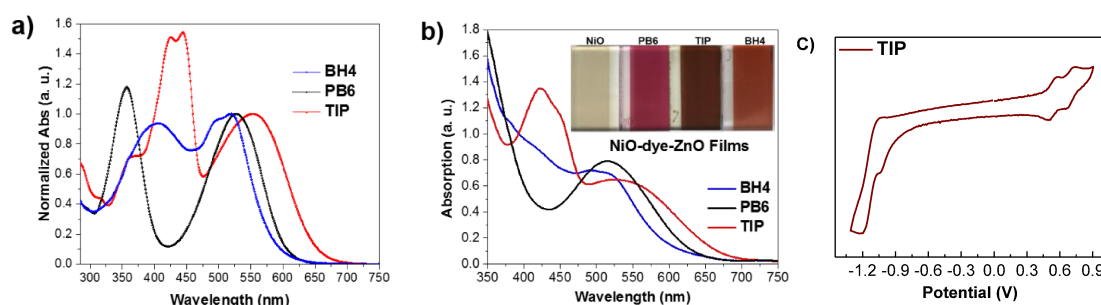 a)
Normalized Abs (a. u.)
1.6
1.4
1.2
1.0
0.8
0.6
0.4
0.2
0.0
BH4
PB6
TIP
300 350 400 450 500 550 600 650 700 750
Wavelength (nm)
b)
Absorption (a. u.)
1.8
1.6
1.4
1.2
1.0
0.8
0.6
0.4
0.2
0.0
NiO PB6 TIP BH4
NiO-dye-ZnO Films
BH4
PB6
TIP
350 400 450 500 550 600 650 700 750
Wavelength (nm)
C)
TIP
-1.2 -0.9 -0.6 -0.3 0.0 0.3 0.6 0.9
Potential (V)